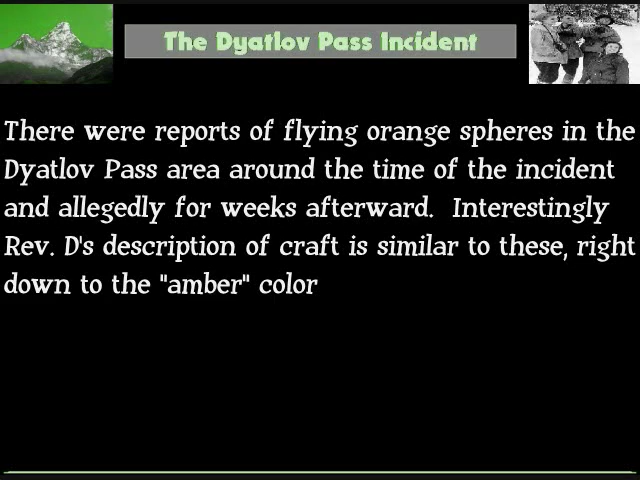 The Dyatlov Pass Incident
There were reports of flying orange spheres in the
Dyatlov Pass area around the time of the incident
and allegedly for weeks afterward.  Interestingly
Rev. D's description of craft is similar to these, right
down to the "amber" color